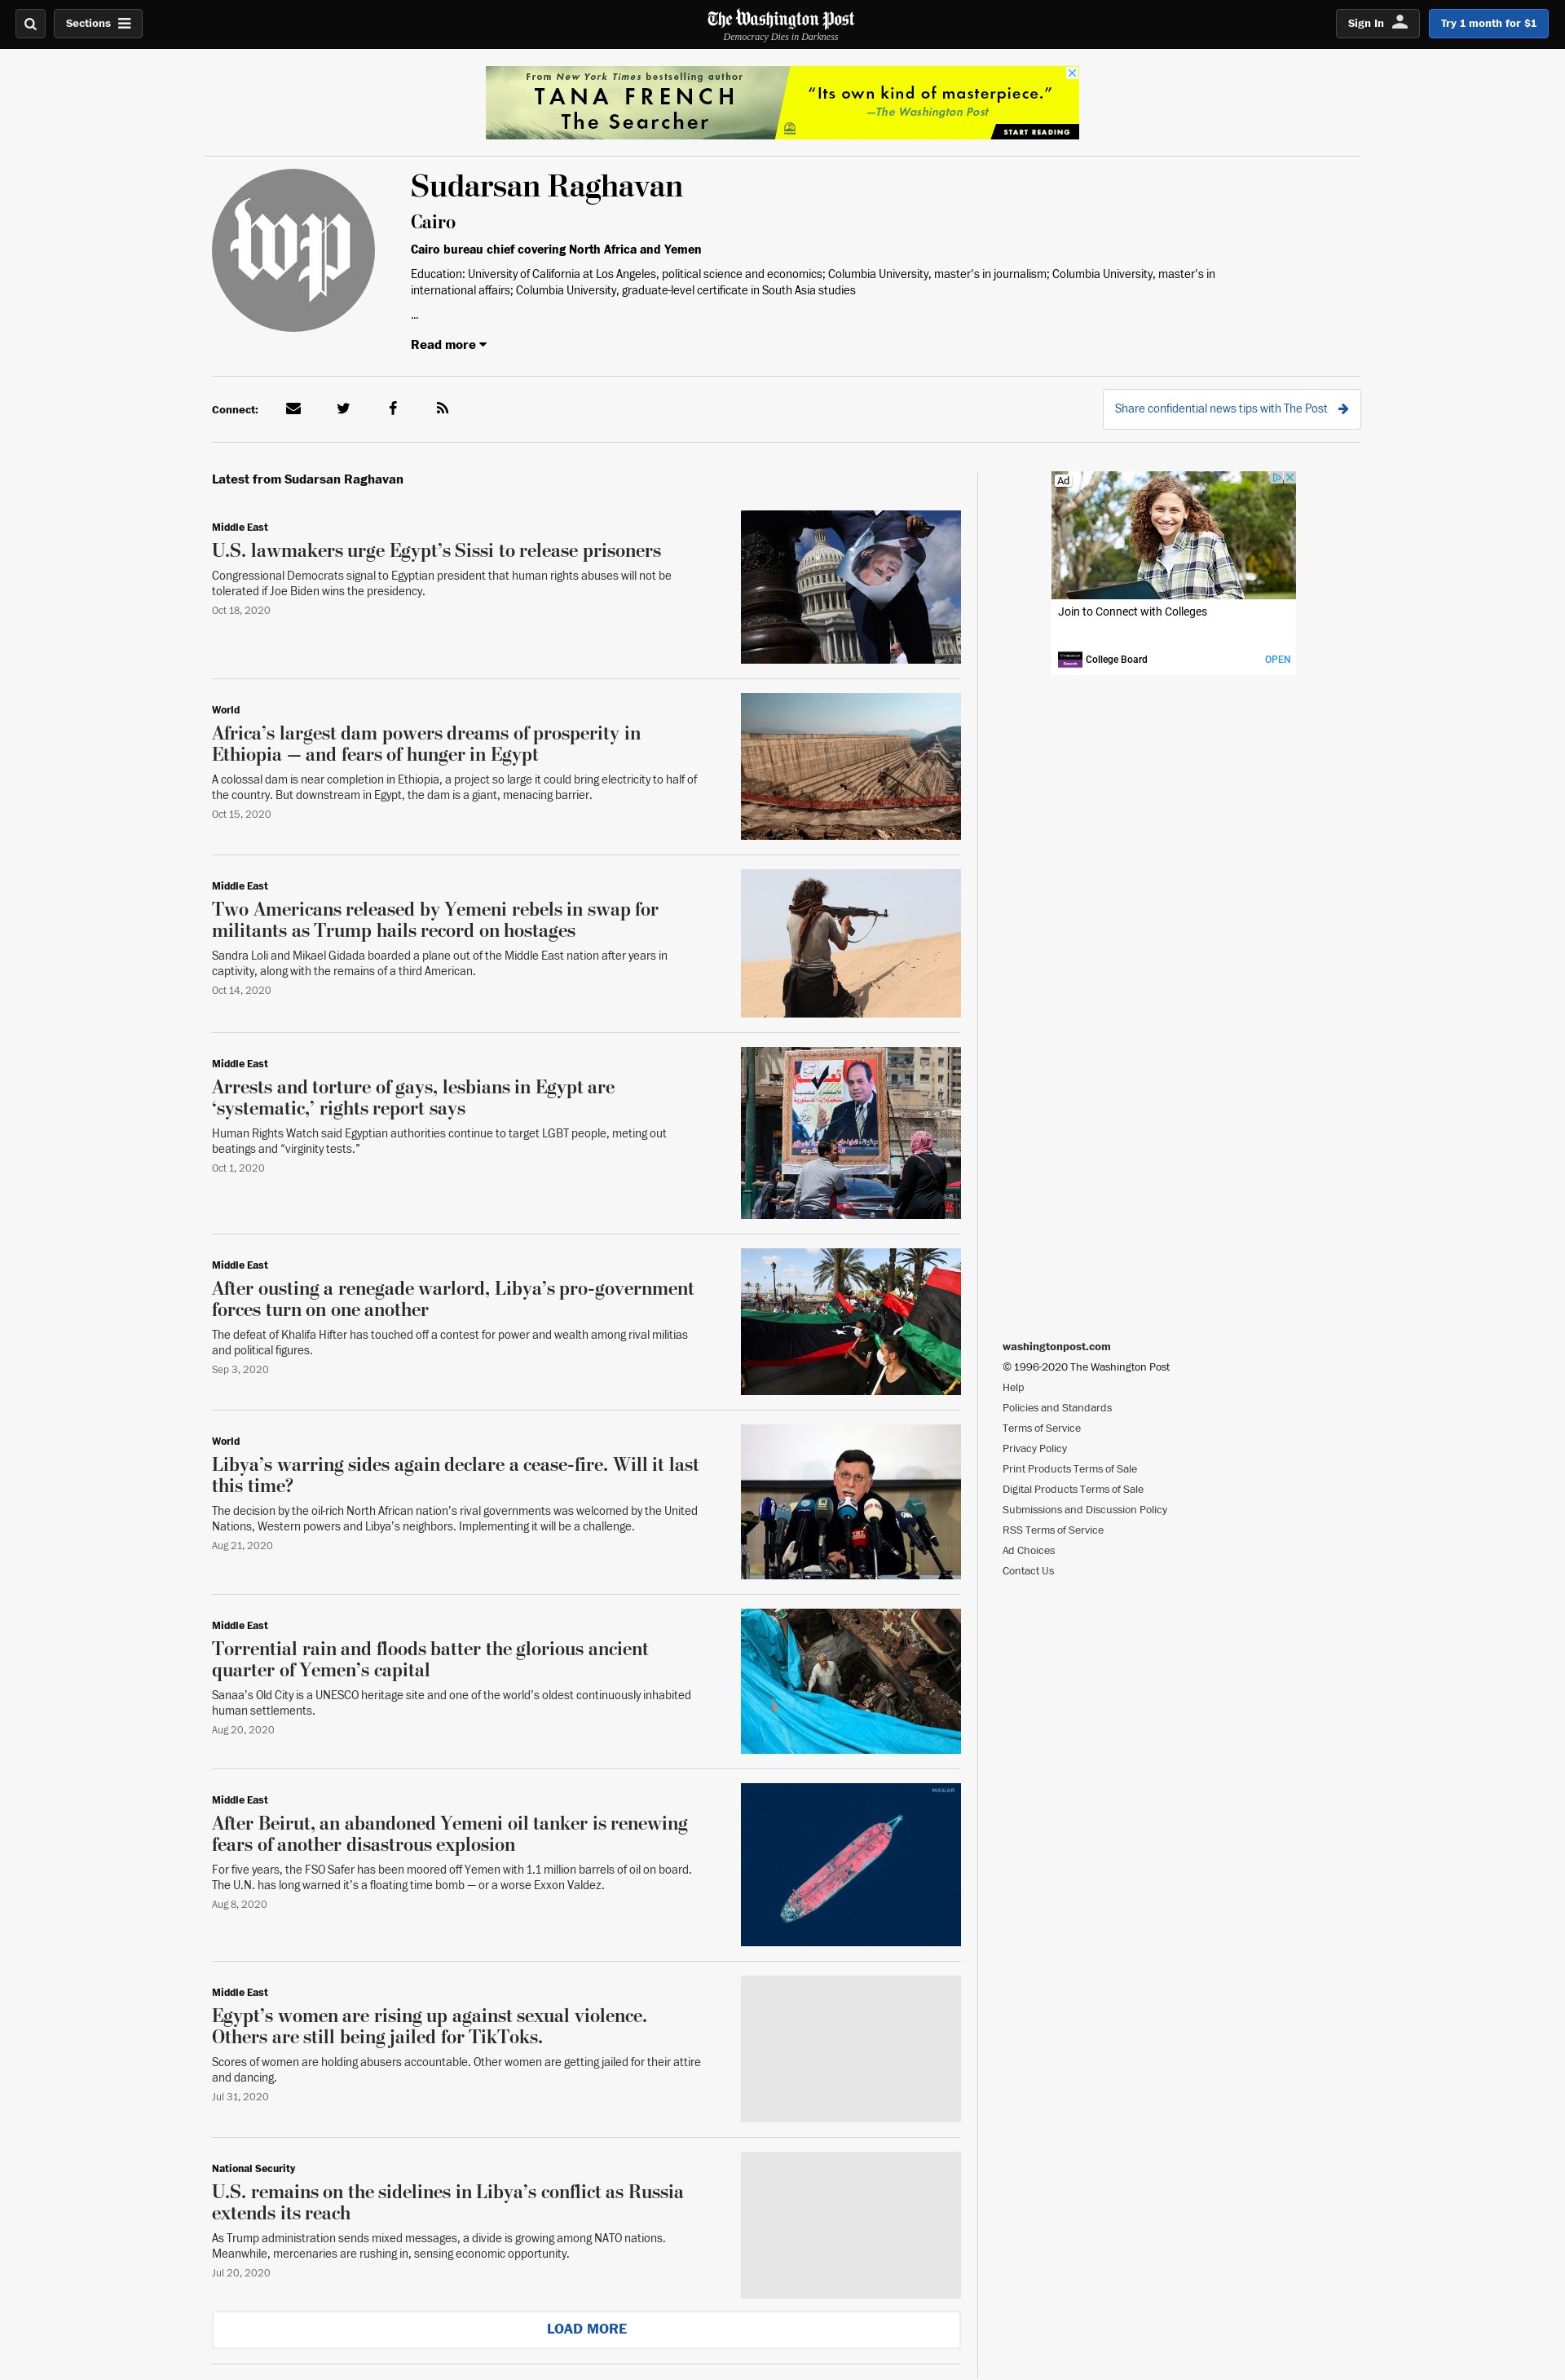 Sections
The Washington Post
Democracy Dies in Darkness
Sign In
Try 1 month for $1
From New York Times bestselling author
TANA FRENCH
The Searcher
“Its own kind of masterpiece.”
—The Washington Post
START READING
wp
Sudarsan Raghavan
Cairo
Cairo bureau chief covering North Africa and Yemen
Education: University of California at Los Angeles, political science and economics; Columbia University, master's in journalism; Columbia University, master's in
international affairs; Columbia University, graduate-level certificate in South Asia studies
...
Read more
Connect:
Share confidential news tips with The Post
Latest from Sudarsan Raghavan
Middle East
U.S. lawmakers urge Egypt’s Sissi to release prisoners
Congressional Democrats signal to Egyptian president that human rights abuses will not be
tolerated if Joe Biden wins the presidency.
Oct 18, 2020
World
Africa’s largest dam powers dreams of prosperity in
Ethiopia — and fears of hunger in Egypt
A colossal dam is near completion in Ethiopia, a project so large it could bring electricity to half of
the country. But downstream in Egypt, the dam is a giant, menacing barrier.
Oct 15, 2020
Middle East
Two Americans released by Yemeni rebels in swap for
militants as Trump hails record on hostages
Sandra Loli and Mikael Gidada boarded a plane out of the Middle East nation after years in
captivity, along with the remains of a third American.
Oct 14, 2020
Middle East
Arrests and torture of gays, lesbians in Egypt are
‘systematic,’ rights report says
Human Rights Watch said Egyptian authorities continue to target LGBT people, meting out
beatings and “virginity tests.”
Oct 1, 2020
نعم
Middle East
After ousting a renegade warlord, Libya’s pro-government
forces turn on one another
The defeat of Khalifa Hifter has touched off a contest for power and wealth among rival militias
and political figures.
Sep 3, 2020
World
Libya’s warring sides again declare a cease-fire. Will it last
this time?
The decision by the oil-rich North African nation’s rival governments was welcomed by the United
Nations, Western powers and Libya’s neighbors. Implementing it will be a challenge.
Aug 21, 2020
Middle East
Torrential rain and floods batter the glorious ancient
quarter of Yemen’s capital
Sanaa’s Old City is a UNESCO heritage site and one of the world’s oldest continuously inhabited
human settlements.
Aug 20, 2020
Middle East
After Beirut, an abandoned Yemeni oil tanker is renewing
fears of another disastrous explosion
For five years, the FSO Safer has been moored off Yemen with 1.1 million barrels of oil on board.
The U.N. has long warned it’s a floating time bomb — or a worse Exxon Valdez.
Aug 8, 2020
MAXAR
Middle East
Egypt’s women are rising up against sexual violence.
Others are still being jailed for TikToks.
Scores of women are holding abusers accountable. Other women are getting jailed for their attire
and dancing.
Jul 31, 2020
National Security
U.S. remains on the sidelines in Libya’s conflict as Russia
extends its reach
As Trump administration sends mixed messages, a divide is growing among NATO nations.
Meanwhile, mercenaries are rushing in, sensing economic opportunity.
Jul 20, 2020
LOAD MORE
Ad
Join to Connect with Colleges
College Board
OPEN
washingtonpost.com
© 1996-2020 The Washington Post
Help
Policies and Standards
Terms of Service
Privacy Policy
Print Products Terms of Sale
Digital Products Terms of Sale
Submissions and Discussion Policy
RSS Terms of Service
Ad Choices
Contact Us